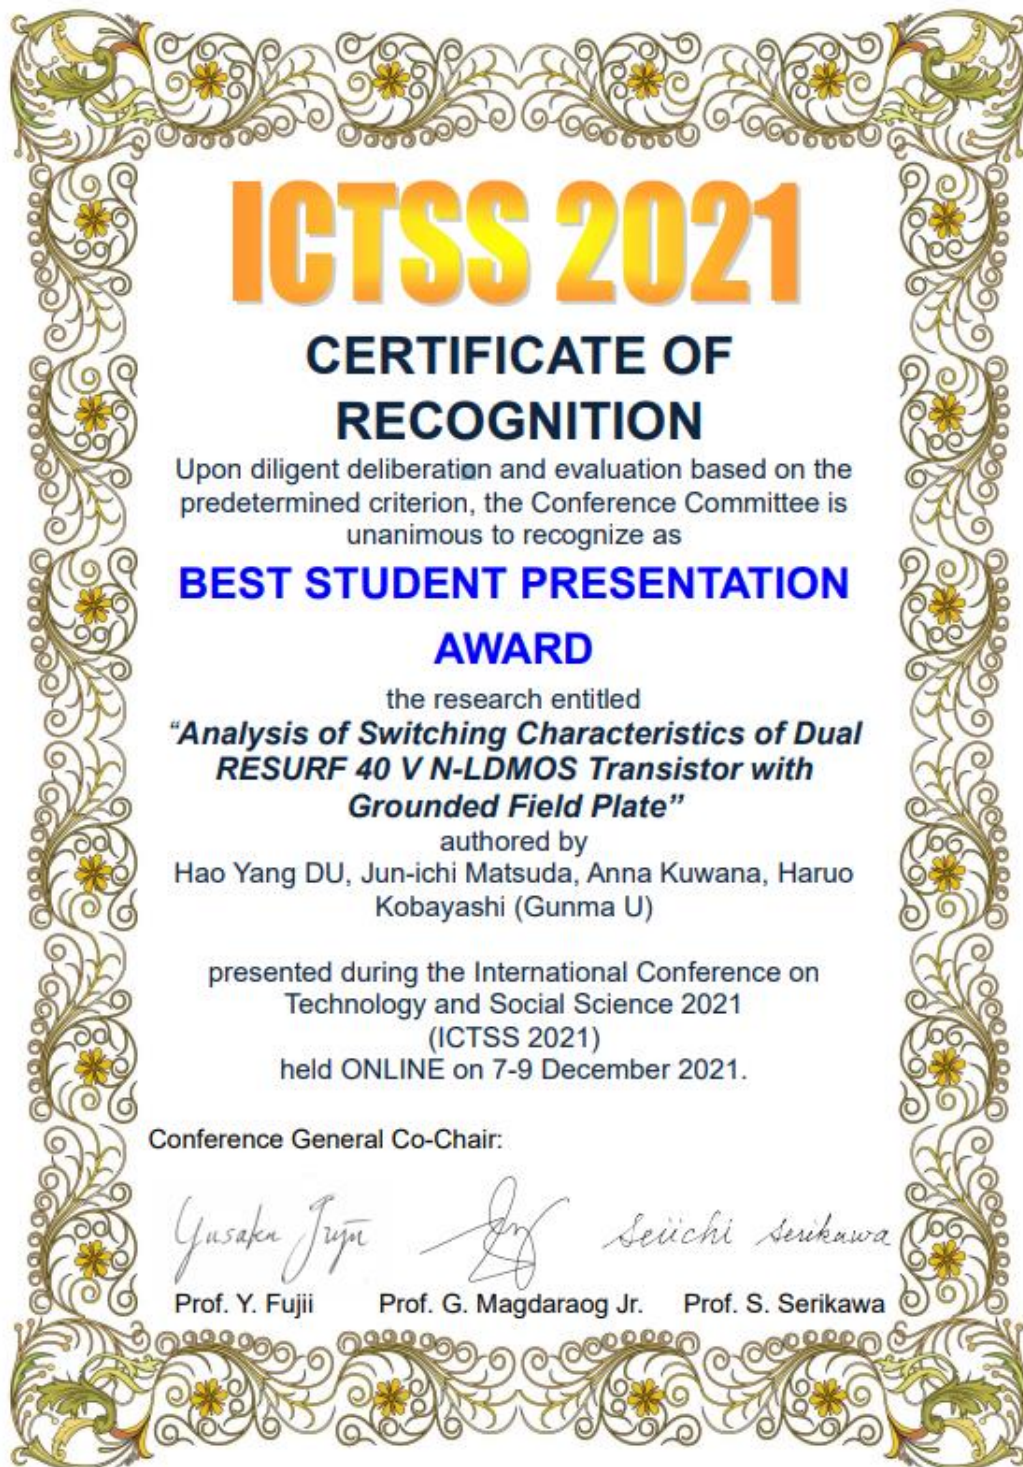 ICTSS 2021
CERTIFICATE OF
RECOGNITION
Upon diligent deliberation and evaluation based on the
predetermined criterion, the Conference Committee is
unanimous to recognize as
BEST STUDENT PRESENTATION
AWARD
the research entitled
“Analysis of Switching Characteristics of Dual
RESURF 40 V N-LDMOS Transistor with
Grounded Field Plate”
authored by
Hao Yang DU, Jun-ichi Matsuda, Anna Kuwana, Haruo
Kobayashi (Gunma U)
presented during the International Conference on
Technology and Social Science 2021
(ICTSS 2021)
held ONLINE on 7-9 December 2021.
Conference General Co-Chair:
Yusaku Fujii Seiichi Serikawa
Prof. Y. Fujii Prof. G. Magdaraog Jr. Prof. S. Serikawa